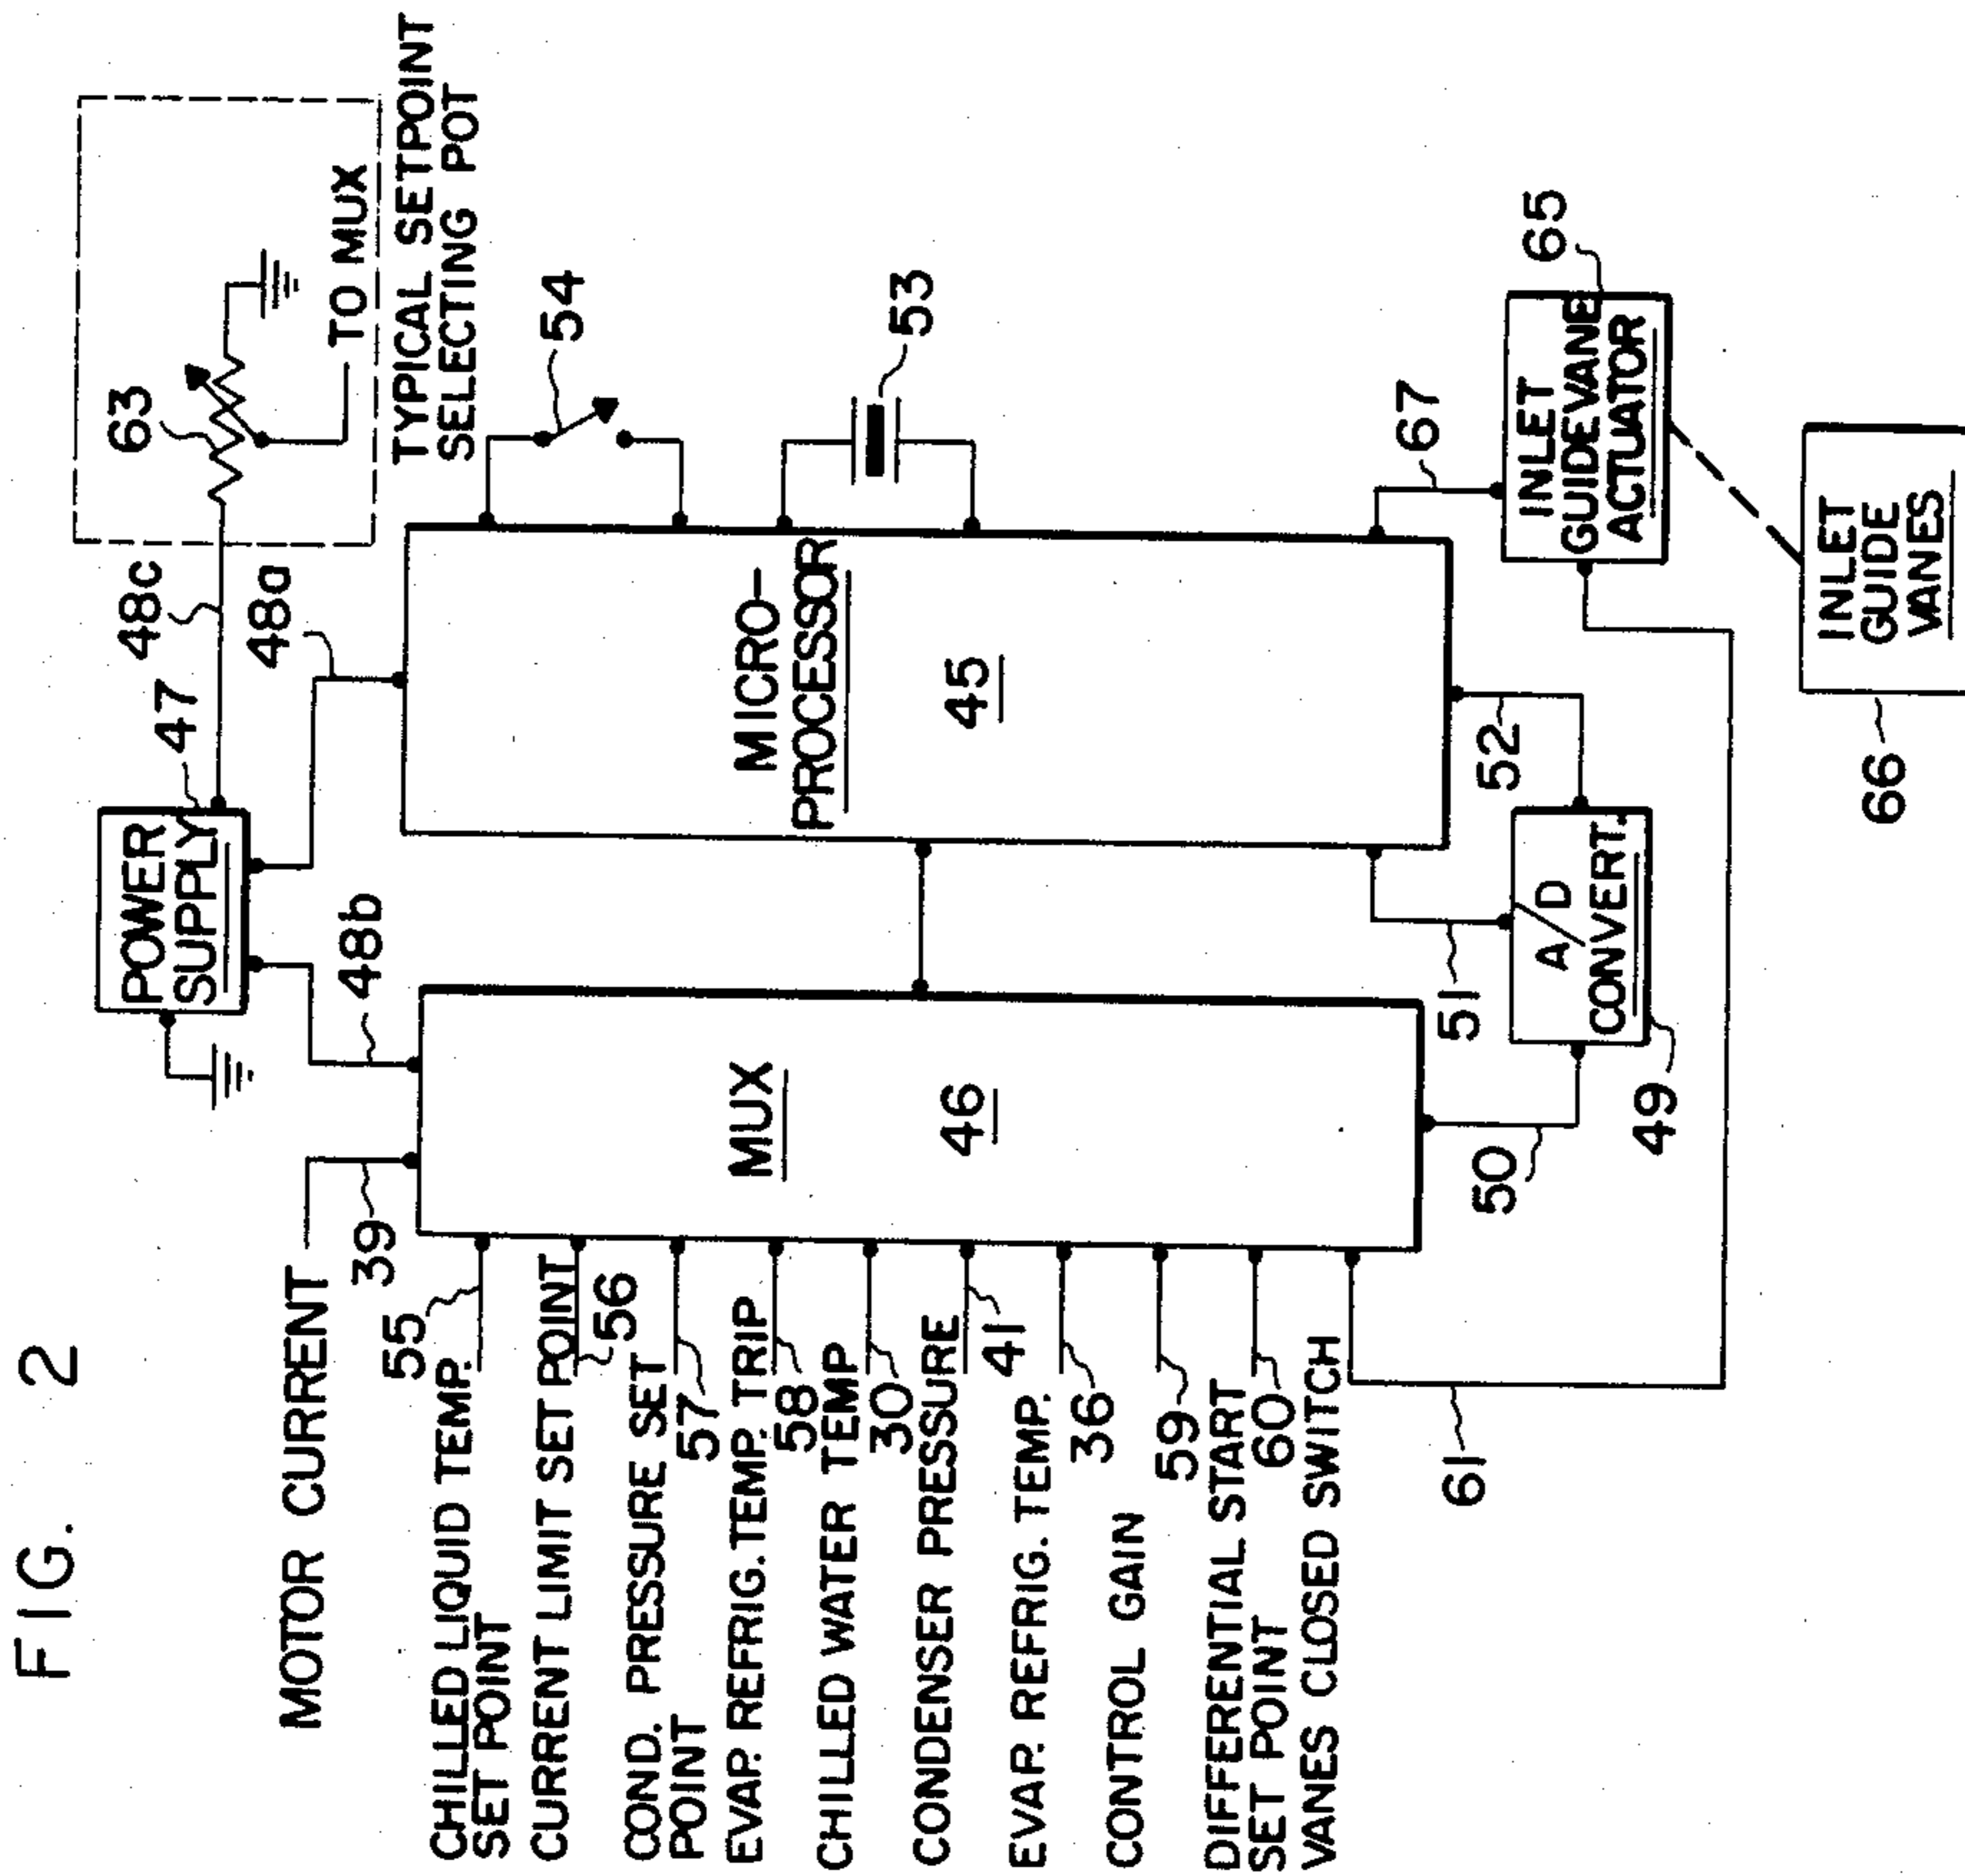 FIG. 2
MOTOR CURRENT
39
48b
POWER
SUPPLY
47
48c
48a
63
TO MUX
TYPICAL SETPOINT
SELECTING POT
55
CHILLED LIQUID TEMP.
SET POINT
CURRENT LIMIT SET POINT
56
COND. PRESSURE SET
POINT
57
EVAP. REFRIG. TEMP. TRIP
58
CHILLED WATER TEMP
30
CONDENSER PRESSURE
41
EVAP. REFRIG. TEMP.
36
CONTROL GAIN
59
DIFFERENTIAL START
SET POINT
60
VANES CLOSED SWITCH
61
MUX
46
MICRO-
PROCESSOR
45
54
53
50
51
52
A/D
CONVERT.
49
67
INLET
GUIDE VANE
ACTUATOR
65
INLET
GUIDE
VANES
66